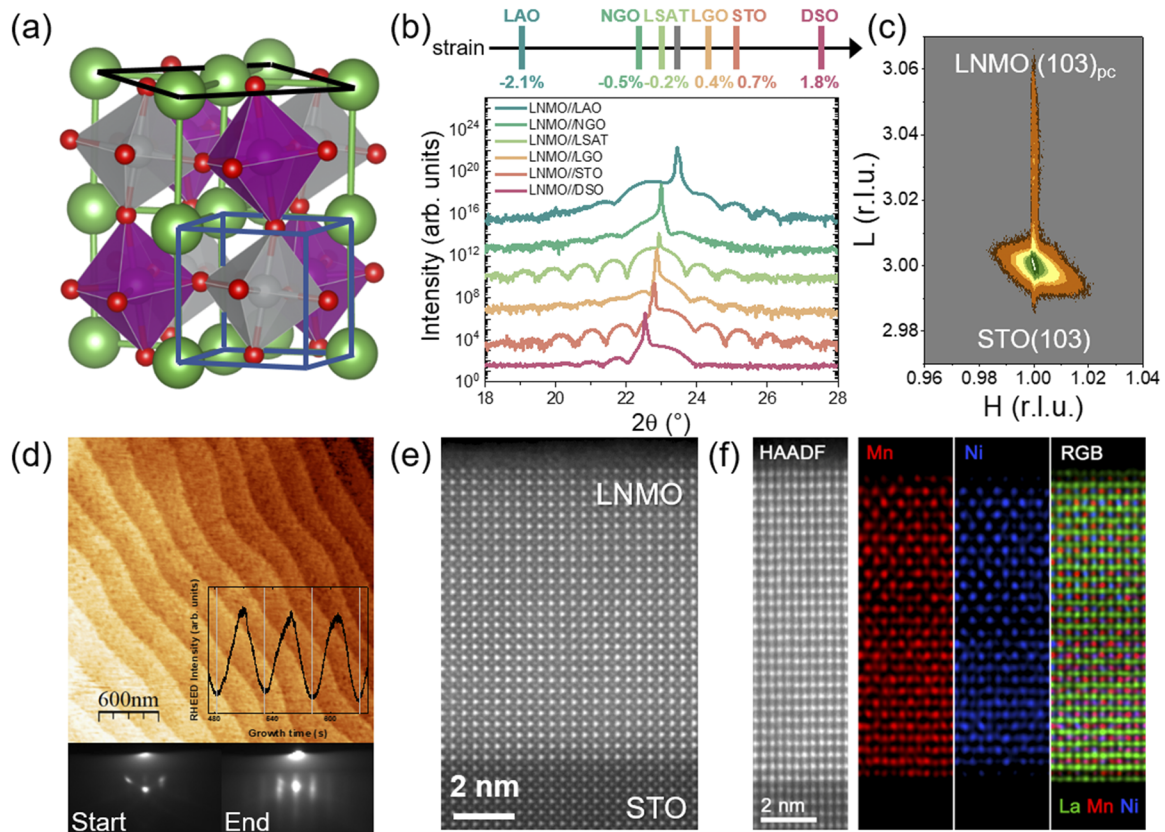 (a)
(b)
LAO NGO LSAT LGO STO DSO
strain
-2.1% -0.5% -0.2% 0.4% 0.7% 1.8%
LNMO//LAO
LNMO//NGO
LNMO//LSAT
LNMO//LGO
LNMO//STO
LNMO//DSO
Intensity (arb. units)
10²⁴
10²⁰
10¹⁶
10¹²
10⁸
10⁴
10⁰
18 20 22 24 26 28
2θ (°)
(c)
LNMO (103)pc
STO(103)
L (r.l.u.)
3.06
3.04
3.02
3.00
2.98
0.96 0.98 1.00 1.02 1.04
H (r.l.u.)
(d)
600nm
RHEED Intensity (arb. units)
480 640 600
Growth time (s)
Start
End
(e)
LNMO
2 nm
STO
(f)
HAADF
Mn
Ni
RGB
2 nm
La Mn Ni